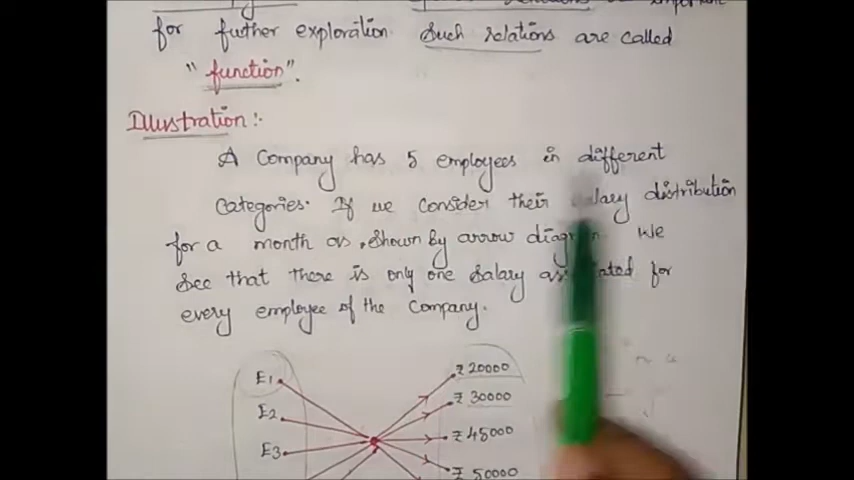 for further exploration. Such relations are called
"function".
Illustration:-
A Company has 5 employees in different
Categories. If we consider their Salary distribution
for a month as shown by arrow diagram. We
See that there is only one Salary associated for
every employee of the Company.
E1 ₹ 20000
E2 ₹ 30000
E3 ₹ 45000
₹ 50000